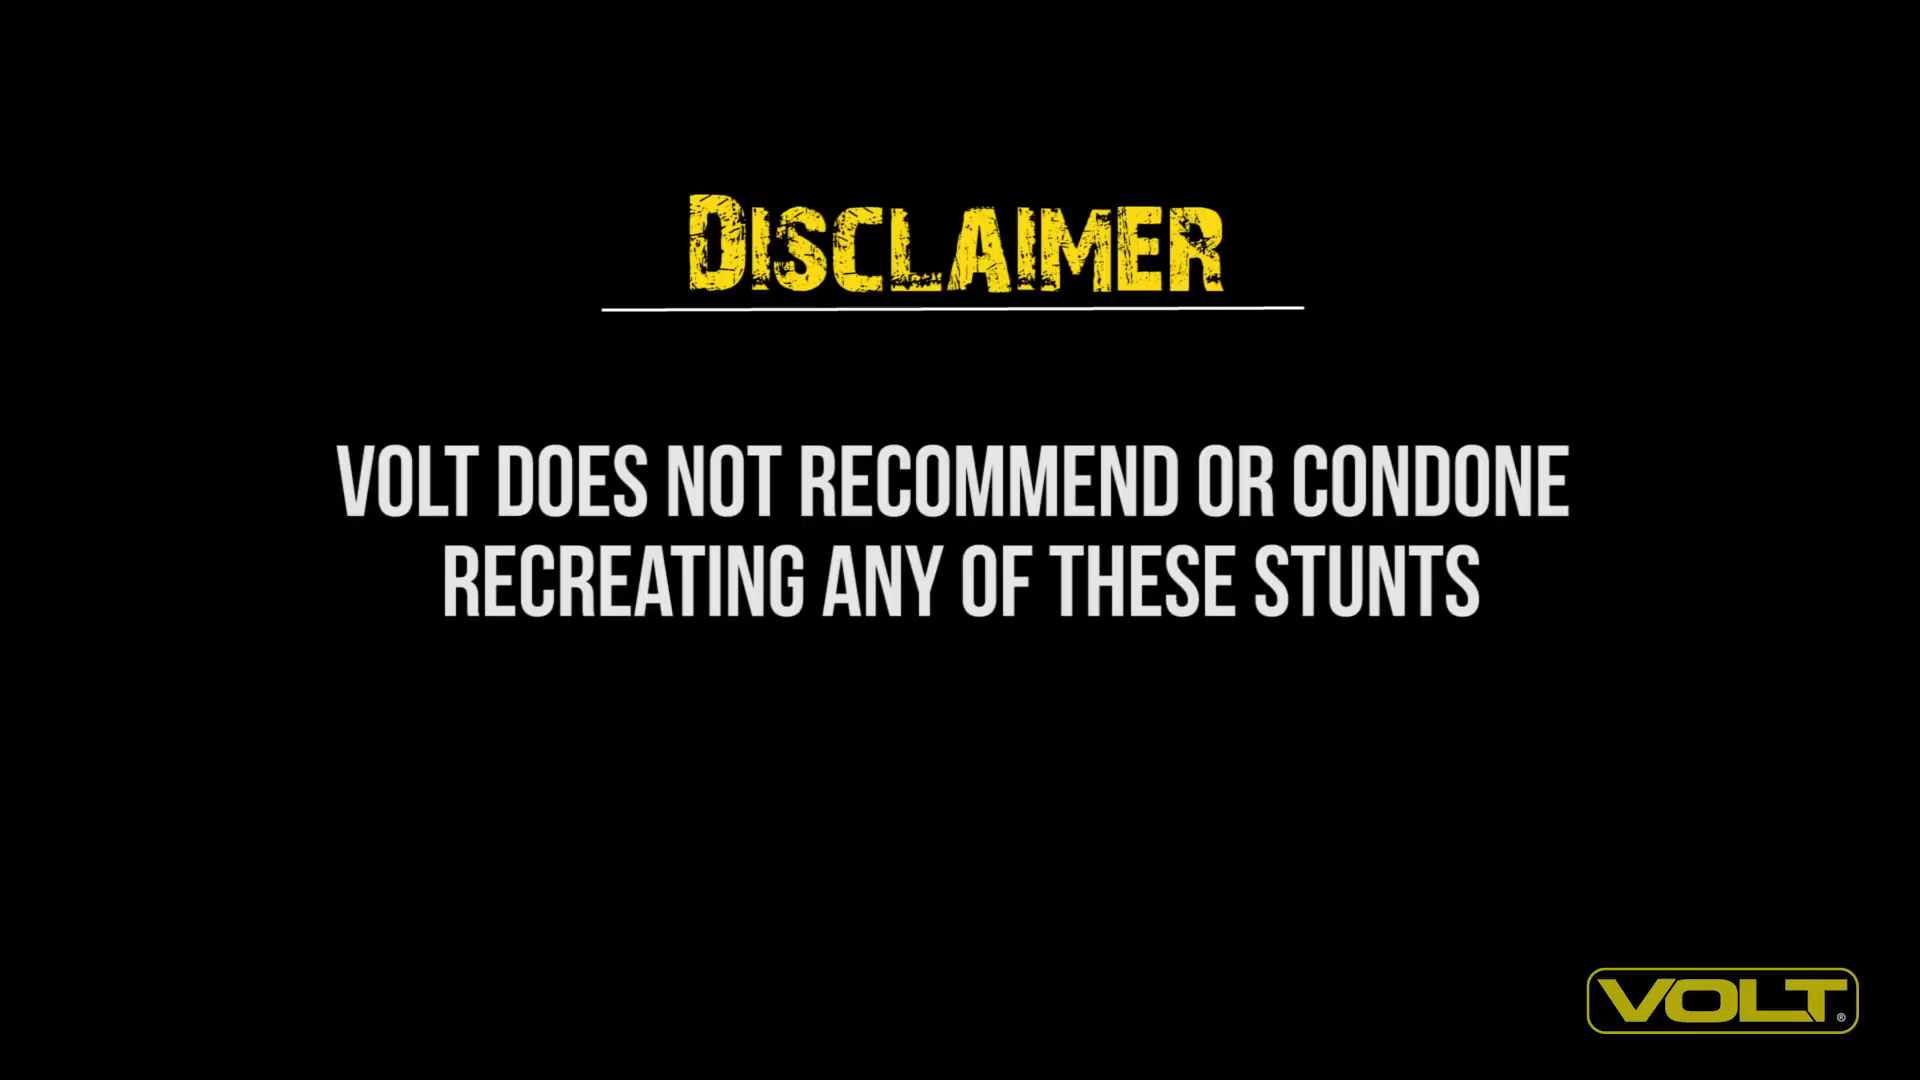 Disclaimer
VOLT DOES NOT RECOMMEND OR CONDONE
RECREATING ANY OF THESE STUNTS
VOLT®